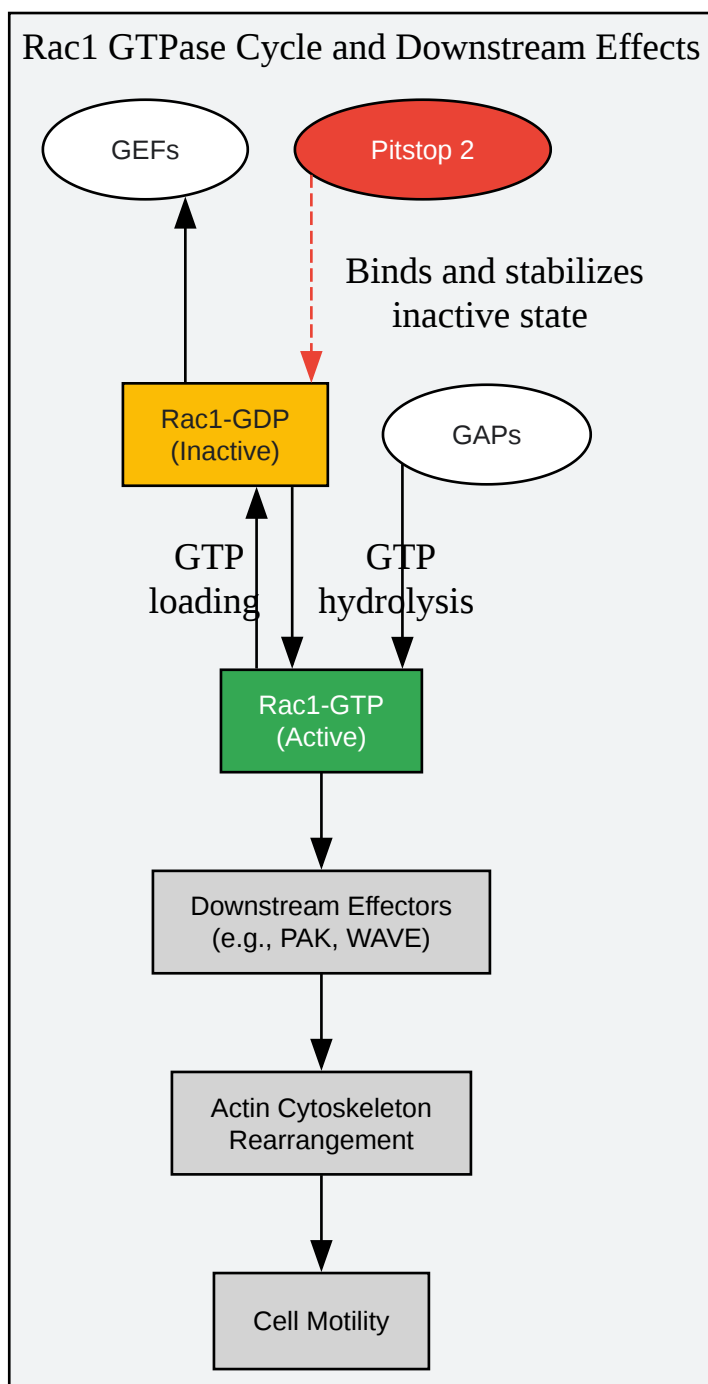 Rac1 GTPase Cycle and Downstream Effects
GEFs
Pitstop 2
Binds and stabilizes
inactive state
Rac1-GDP
(Inactive)
GAPs
GTP
loading
GTP
hydrolysis
Rac1-GTP
(Active)
Downstream Effectors
(e.g., PAK, WAVE)
Actin Cytoskeleton
Rearrangement
Cell Motility